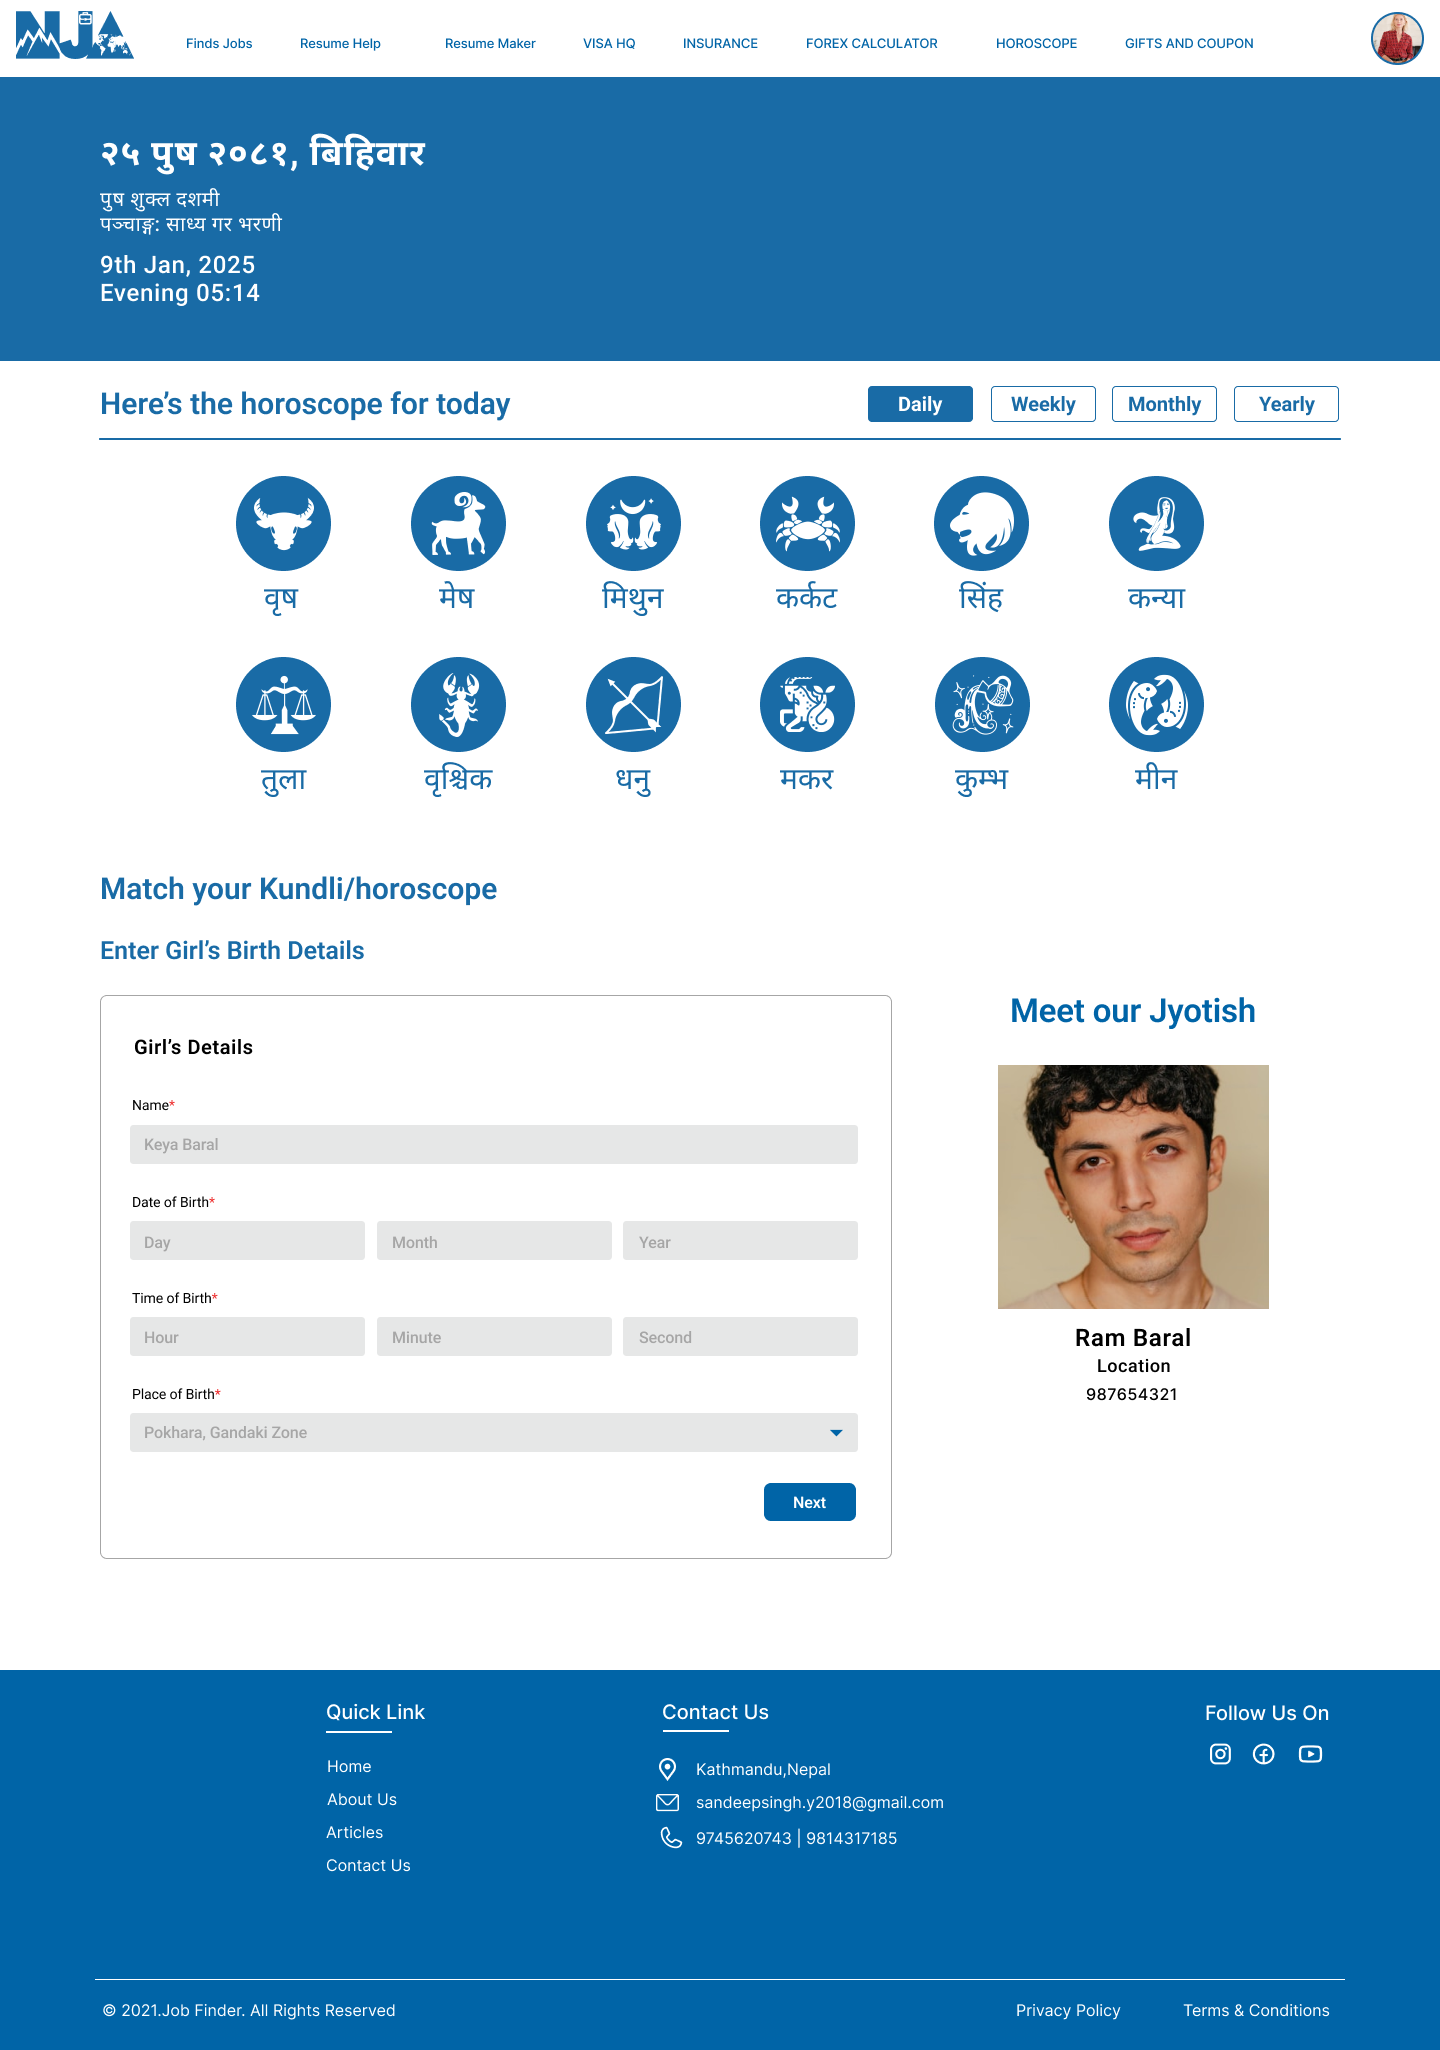 NJA
Finds Jobs Resume Help Resume Maker VISA HQ INSURANCE FOREX CALCULATOR HOROSCOPE GIFTS AND COUPON
२५ पुष २०८१, बिहिवार
पुष शुक्ल दशमी
पञ्चाङ्ग: साध्य गर भरणी
9th Jan, 2025
Evening 05:14
Here’s the horoscope for today
Daily Weekly Monthly Yearly
वृष मेष मिथुन कर्कट सिंह कन्या
तुला वृश्चिक धनु मकर कुम्भ मीन
Match your Kundli/horoscope
Enter Girl’s Birth Details
Girl’s Details
Name*
Keya Baral
Date of Birth*
Day Month Year
Time of Birth*
Hour Minute Second
Place of Birth*
Pokhara, Gandaki Zone
Next
Meet our Jyotish
Ram Baral
Location
987654321
Quick Link
Home
About Us
Articles
Contact Us
Contact Us
Kathmandu,Nepal
sandeepsingh.y2018@gmail.com
9745620743 | 9814317185
Follow Us On
© 2021.Job Finder. All Rights Reserved
Privacy Policy Terms & Conditions